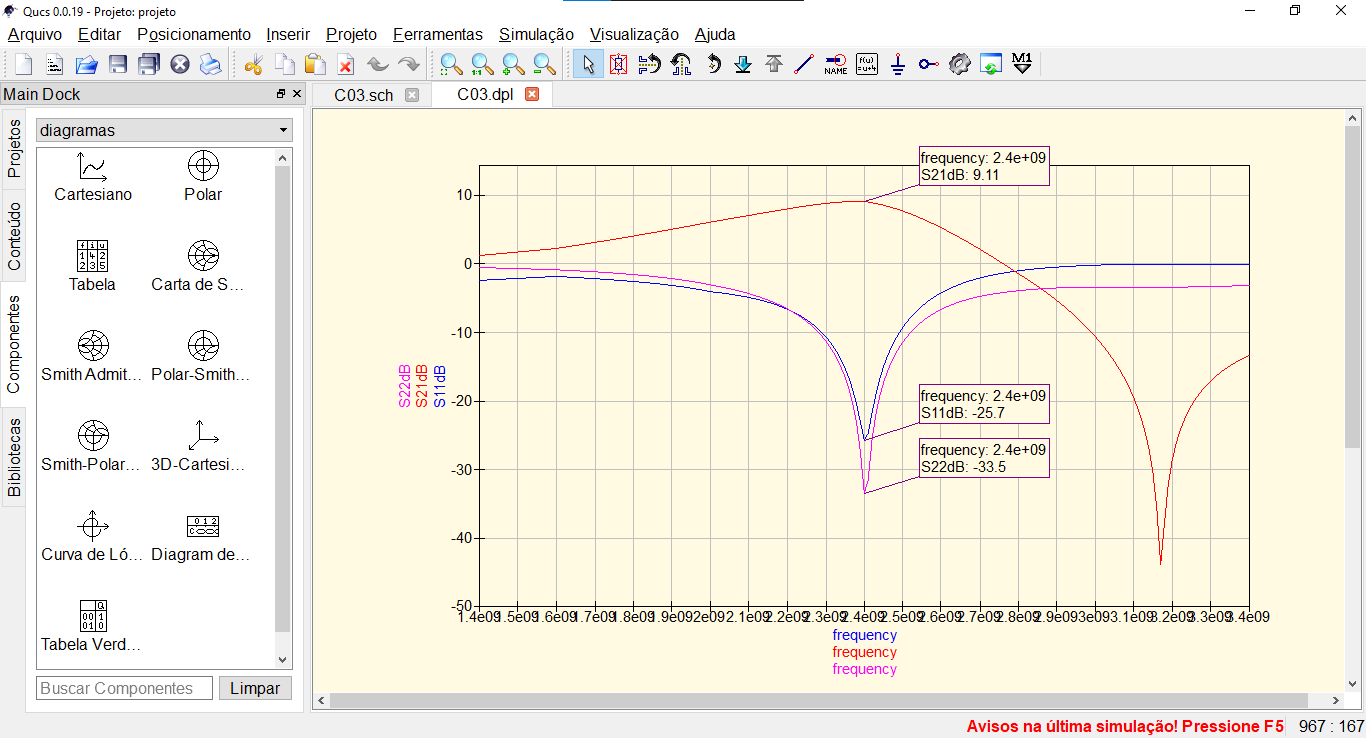 Qucs 0.0.19 - Projeto: projeto
Arquivo Editar Posicionamento Inserir Projeto Ferramentas Simulação Visualização Ajuda
1:1
NAME
f(u)
=u+4
M1
Main Dock
C03.sch
C03.dpl
Projetos
Conteúdo
Componentes
Bibliotecas
diagramas
Cartesiano
Polar
Tabela
Carta de S...
Smith Admit...
Polar-Smith...
Smith-Polar...
3D-Cartesi...
Curva de Ló...
Diagram de...
Tabela Verd...
Buscar Componentes
Limpar
frequency: 2.4e+09
S21dB: 9.11
frequency: 2.4e+09
S11dB: -25.7
frequency: 2.4e+09
S22dB: -33.5
10
0
-10
-20
-30
-40
-50
S22dB
S21dB
S11dB
1.4e09 1.5e09 1.6e09 1.7e09 1.8e09 1.9e09 2e09 2.1e09 2.2e09 2.3e09 2.4e09 2.5e09 2.6e09 2.7e09 2.8e09 2.9e09 3e09 3.1e09 3.2e09 3.3e09 3.4e09
frequency
frequency
frequency
Avisos na última simulação! Pressione F5
967 : 167